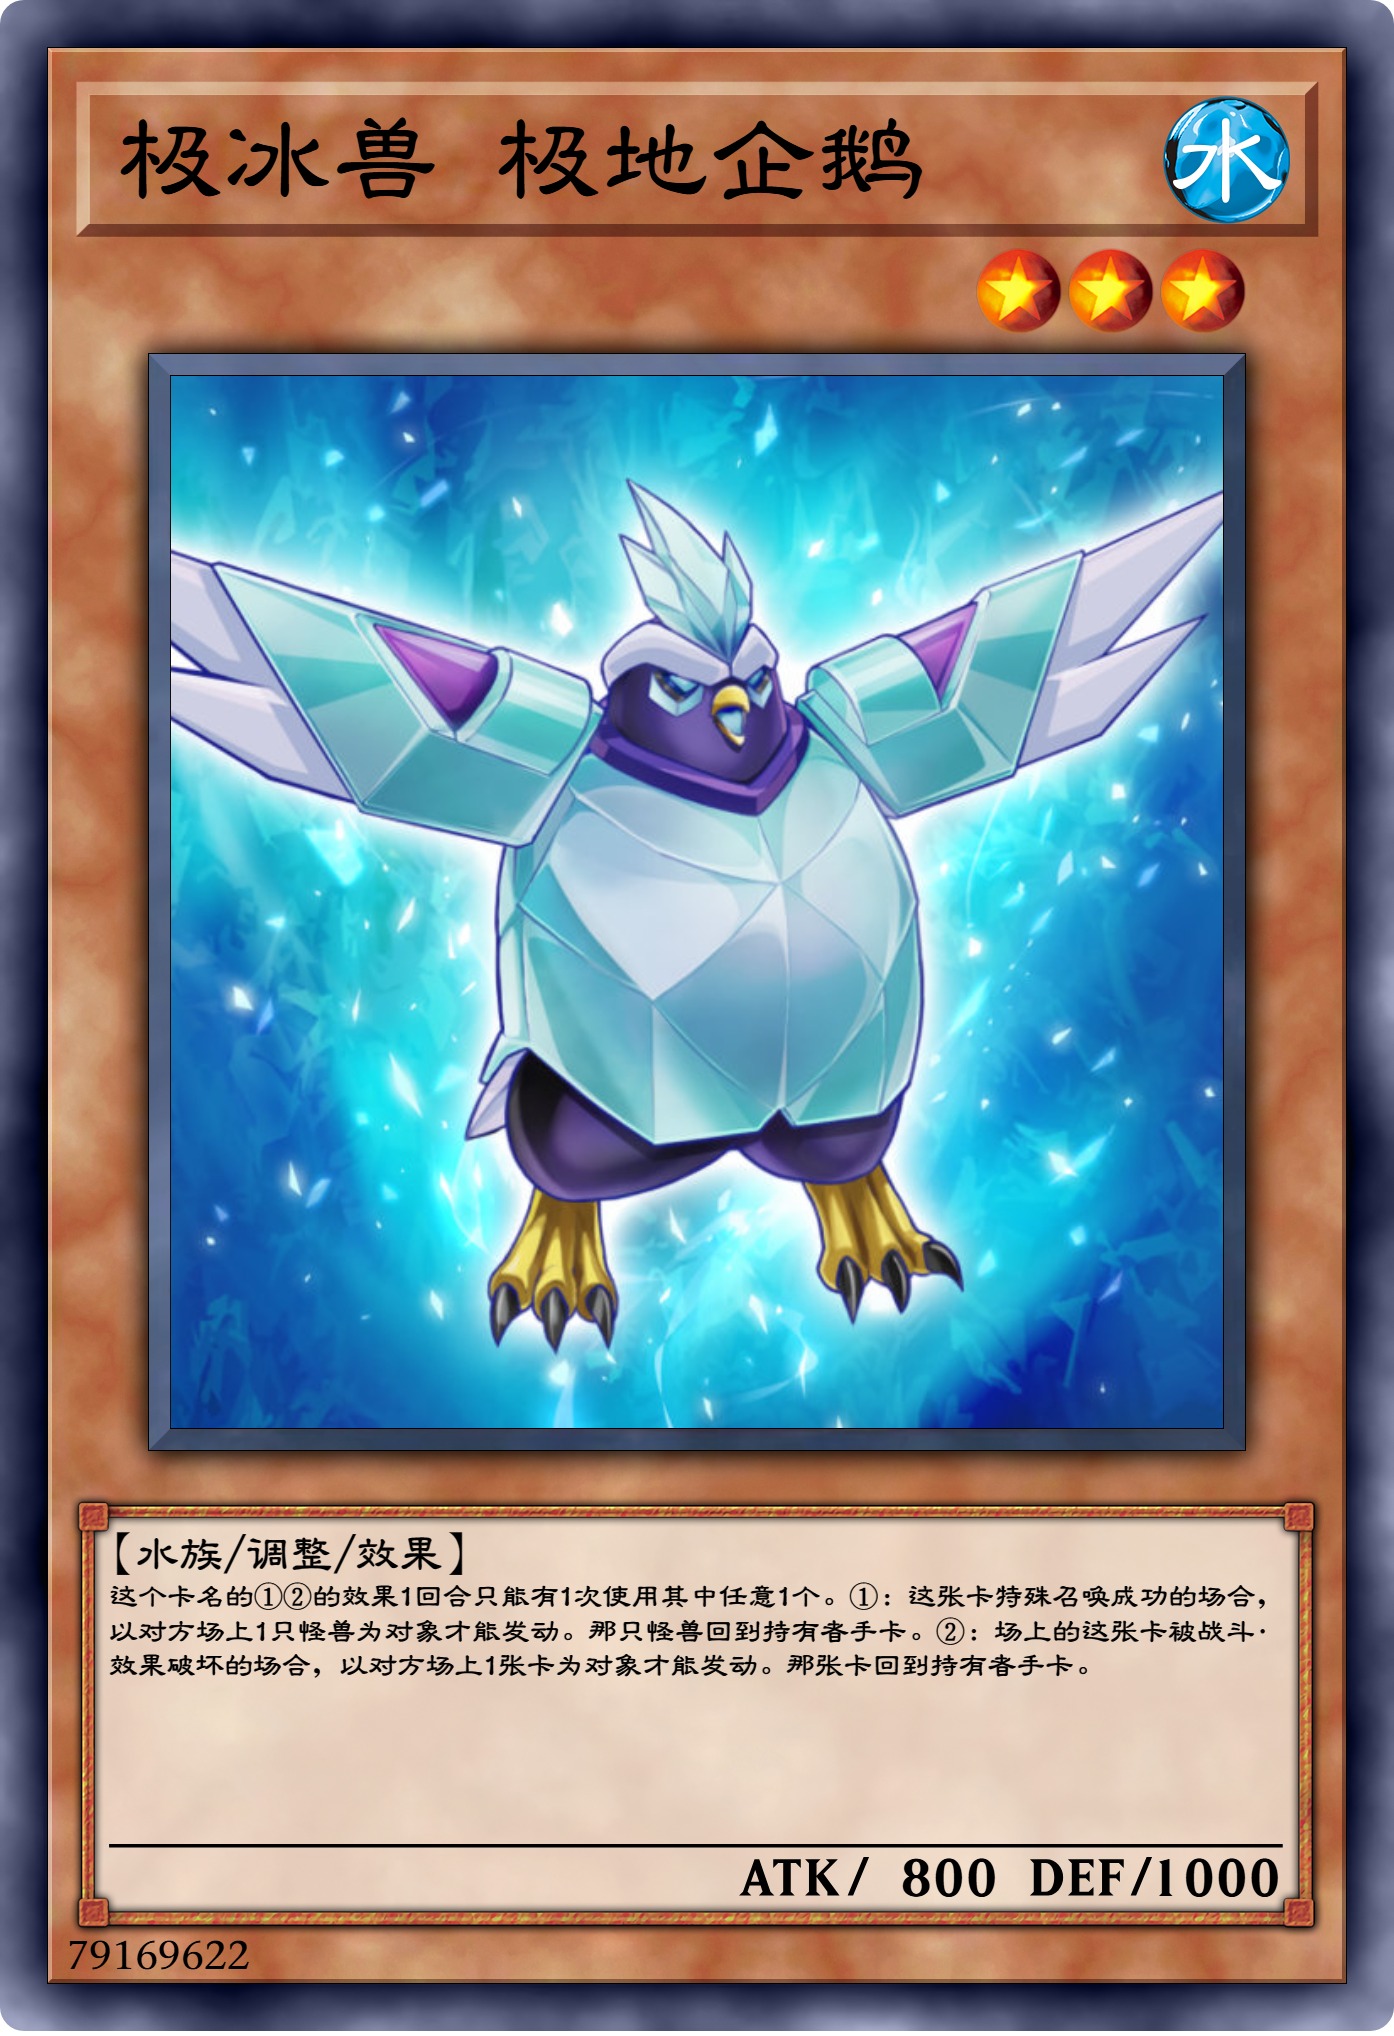 极冰兽 极地企鹅
水
【水族/调整/效果】
这个卡名的①②的效果1回合只能有1次使用其中任意1个。①：这张卡特殊召唤成功的场合，
以对方场上1只怪兽为对象才能发动。那只怪兽回到持有者手卡。②：场上的这张卡被战斗·
效果破坏的场合，以对方场上1张卡为对象才能发动。那张卡回到持有者手卡。
ATK/ 800 DEF/1000
79169622